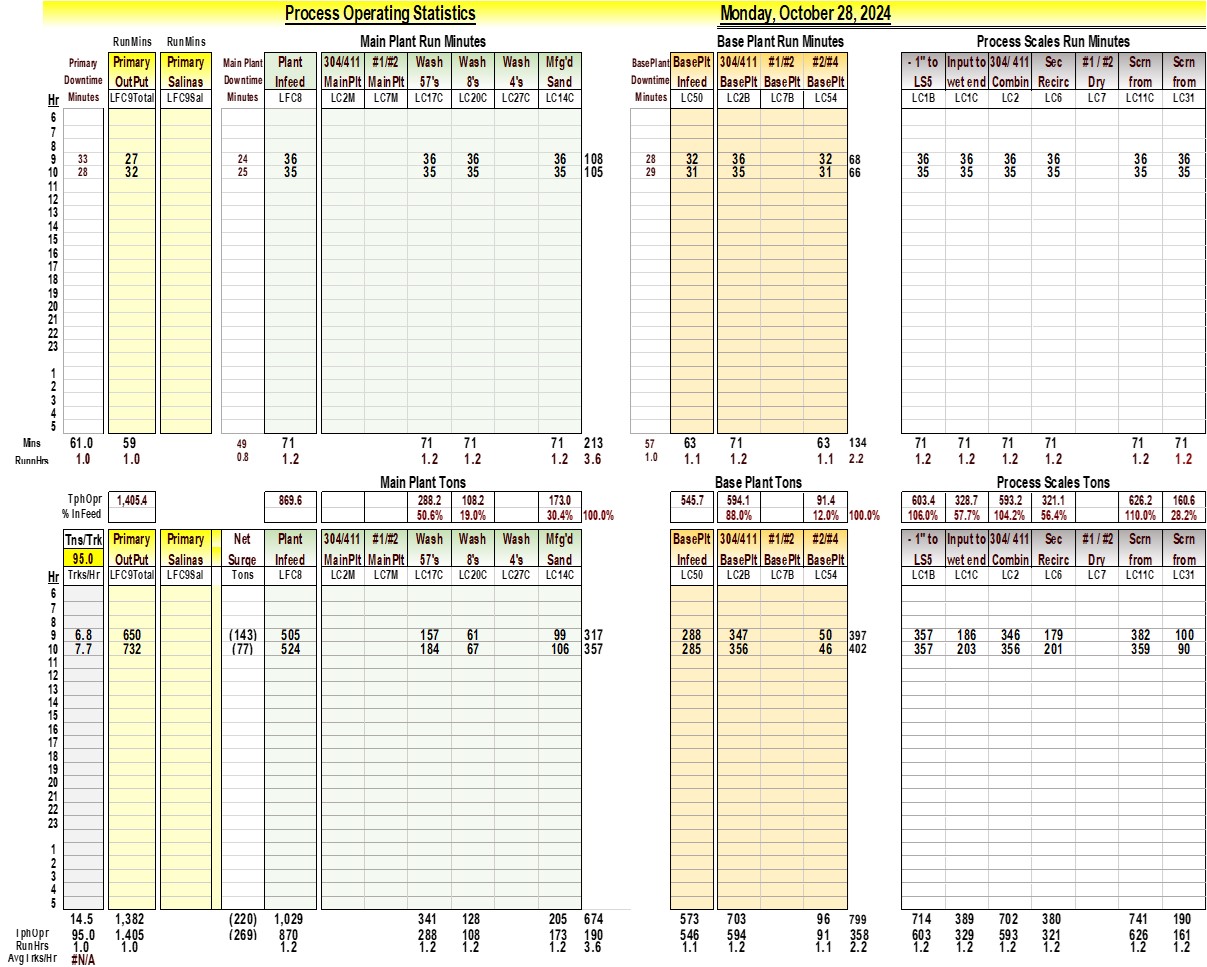 Process Operating Statistics Monday, October 28, 2024
RunMins RunMins Main Plant Run Minutes Base Plant Run Minutes Process Scales Run Minutes
Primary Primary Primary Main Plant Plant 304/411 #1/#2 Wash Wash Wash Mfg'd BasePlant BasePlt 304/411 #1/#2 #2/#4 - 1" to Input to 304/ 411 Sec #1 / #2 Scrn Scrn
Downtime OutPut Salinas Downtime Infeed MainPlt MainPlt 57's 8's 4's Sand Downtime Infeed BasePlt BasePlt BasePlt LS5 wet end Combin Recirc Dry from from
Hr Minutes LFC9Total LFC9Sal Minutes LFC8 LC2M LC7M LC17C LC20C LC27C LC14C Minutes LC50 LC2B LC7B LC54 LC1B LC1C LC2 LC6 LC7 LC11C LC31
6
7
8
9 33 27 24 36 36 36 36 108 28 32 36 32 68 36 36 36 36 36 36
10 28 32 25 35 35 35 35 105 29 31 35 31 66 35 35 35 35 35 35
11
12
13
14
15
16
17
18
19
20
21
22
23
1
2
3
4
5
Mins 61.0 59 49 71 71 71 71 213 57 63 71 63 134 71 71 71 71 71 71
RunnHrs 1.0 1.0 0.8 1.2 1.2 1.2 1.2 3.6 1.0 1.1 1.2 1.1 2.2 1.2 1.2 1.2 1.2 1.2 1.2
Main Plant Tons Base Plant Tons Process Scales Tons
TphOpr 1,405.4 869.6 288.2 108.2 173.0 545.7 594.1 91.4 603.4 328.7 593.2 321.1 626.2 160.6
% InFeed 50.6% 19.0% 30.4% 100.0% 88.0% 12.0% 100.0% 106.0% 57.7% 104.2% 56.4% 110.0% 28.2%
Tns/Trk Primary Primary Net Plant 304/411 #1/#2 Wash Wash Wash Mfg'd BasePlt 304/411 #1/#2 #2/#4 - 1" to Input to 304/ 411 Sec #1 / #2 Scrn Scrn
95.0 OutPut Salinas Surge Infeed MainPlt MainPlt 57's 8's 4's Sand Infeed BasePlt BasePlt BasePlt LS5 wet end Combin Recirc Dry from from
Hr Trks/Hr LFC9Total LFC9Sal Tons LFC8 LC2M LC7M LC17C LC20C LC27C LC14C LC50 LC2B LC7B LC54 LC1B LC1C LC2 LC6 LC7 LC11C LC31
6
7
8
9 6.8 650 (143) 505 157 61 99 317 288 347 50 397 357 186 346 179 382 100
10 7.7 732 (77) 524 184 67 106 357 285 356 46 402 357 203 356 201 359 90
11
12
13
14
15
16
17
18
19
20
21
22
23
1
2
3
4
5
14.5 1,382 (220) 1,029 341 128 205 674 573 703 96 799 714 389 702 380 741 190
TphOpr 95.0 1,405 (269) 870 288 108 173 190 546 594 91 358 603 329 593 321 626 161
RunHrs 1.0 1.0 1.2 1.2 1.2 1.2 3.6 1.1 1.2 1.1 2.2 1.2 1.2 1.2 1.2 1.2 1.2
AvgTrks/Hr #N/A